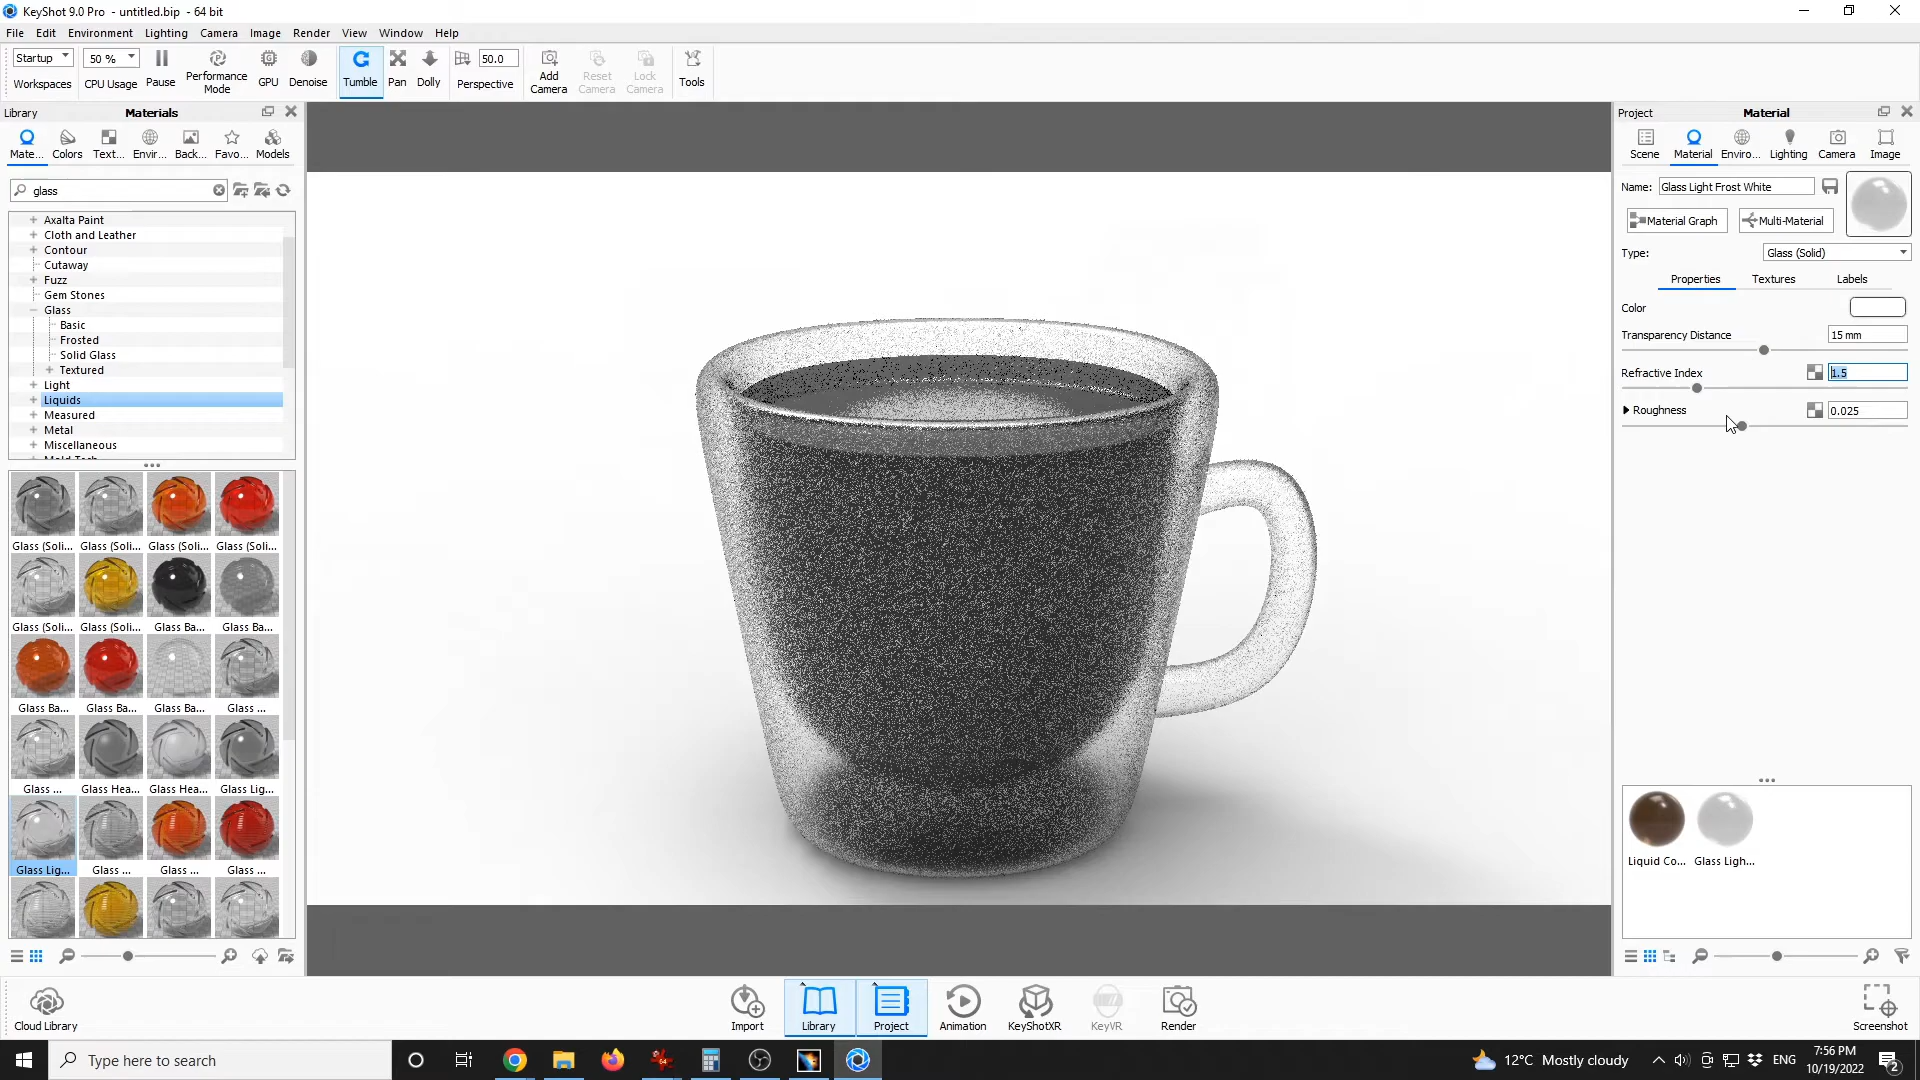 KeyShot 9.0 Pro - untitled.bip - 64 bit
File Edit Environment Lighting Camera Image Render View Window Help
Startup 50 % 50.0
Workspaces CPU Usage Pause Performance Mode GPU Denoise Tumble Pan Dolly Perspective Add Camera Reset Camera Lock Camera Tools
Library Materials
Mate... Colors Text... Envir... Back... Favo... Models
glass
Axalta Paint
Cloth and Leather
Contour
Cutaway
Fuzz
Gem Stones
Glass
Basic
Frosted
Solid Glass
Textured
Light
Liquids
Measured
Metal
Miscellaneous
Glass (Soli... Glass (Soli... Glass (Soli... Glass (Soli...
Glass (Soli... Glass (Soli... Glass Ba... Glass Ba...
Glass Ba... Glass Ba... Glass Ba... Glass ...
Glass ... Glass Hea... Glass Hea... Glass Lig...
Glass Lig... Glass ... Glass ... Glass ...
Project Material
Scene Material Enviro... Lighting Camera Image
Name: Glass Light Frost White
Material Graph Multi-Material
Type: Glass (Solid)
Properties Textures Labels
Color
Transparency Distance 15 mm
Refractive Index 1.5
Roughness 0.025
Liquid Co... Glass Ligh...
Cloud Library Import Library Project Animation KeyShotXR KeyVR Render Screenshot
Type here to search
64
12°C Mostly cloudy ENG
7:56 PM
10/19/2022
2